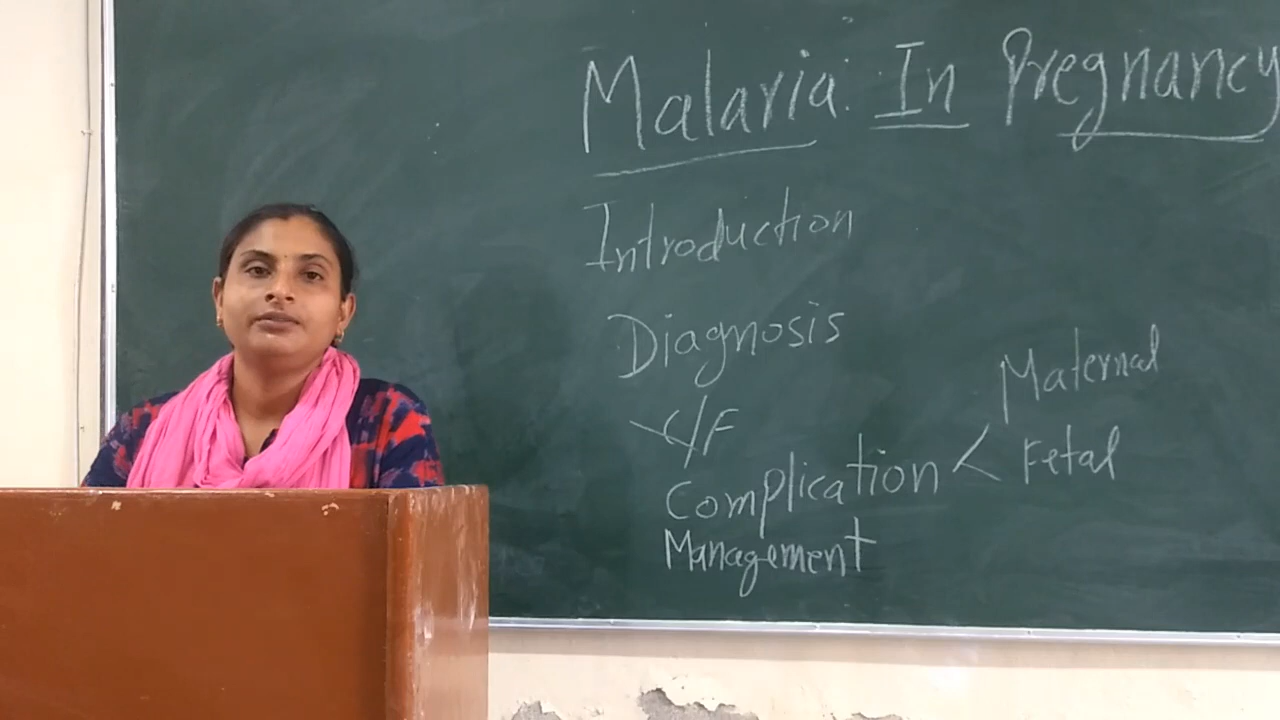 Malaria In Pregnancy
Introduction
Diagnosis
C/F
Maternal
Complication < Fetal
Management